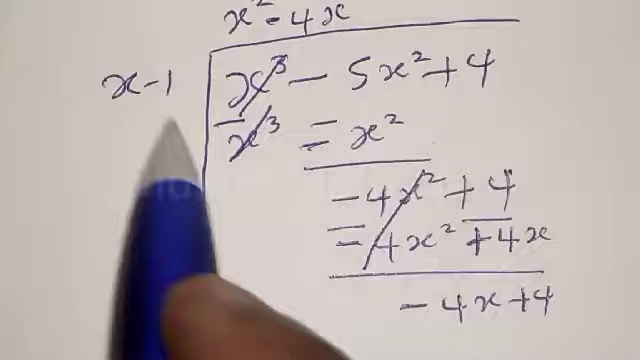 x² - 4x
x - 1
x³ - 5x² + 4
x³ = x²
- 4x² + 4
= 4x² + 4x
- 4x + 4